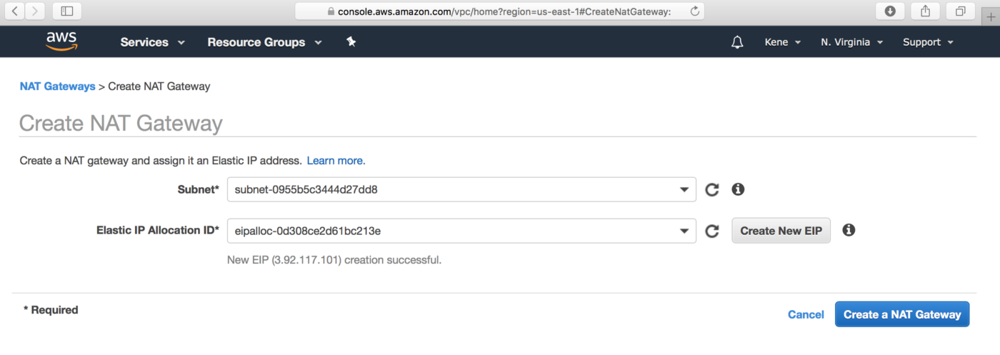 console.aws.amazon.com/vpc/home?region=us-east-1#CreateNatGateway:
aws Services Resource Groups Kene N. Virginia Support
NAT Gateways > Create NAT Gateway
Create NAT Gateway
Create a NAT gateway and assign it an Elastic IP address. Learn more.
Subnet* subnet-0955b5c3444d27dd8
Elastic IP Allocation ID* eipalloc-0d308ce2d61bc213e Create New EIP
New EIP (3.92.117.101) creation successful.
* Required
Cancel Create a NAT Gateway